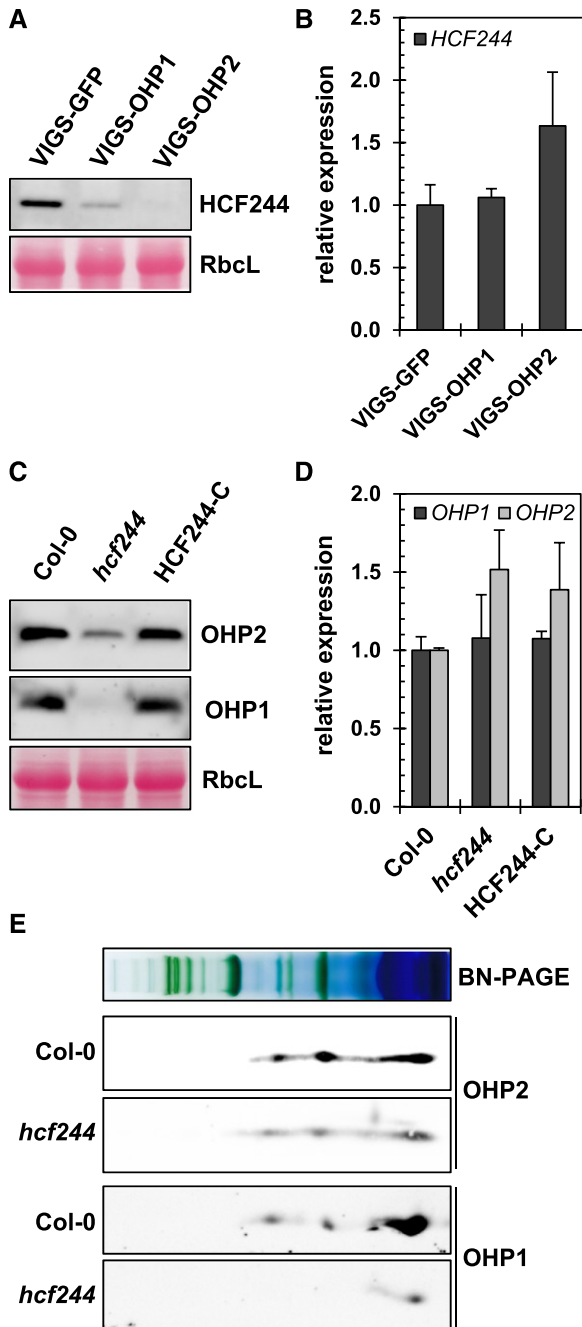 A
VIGS-GFP
VIGS-OHP1
VIGS-OHP2
HCF244
RbcL
B
2.5
2.0
1.5
1.0
0.5
0.0
relative expression
HCF244
VIGS-GFP
VIGS-OHP1
VIGS-OHP2
C
Col-0
hcf244
HCF244-C
OHP2
OHP1
RbcL
D
2.0
1.5
1.0
0.5
0.0
relative expression
OHP1 OHP2
Col-0
hcf244
HCF244-C
E
BN-PAGE
Col-0
hcf244
OHP2
Col-0
hcf244
OHP1